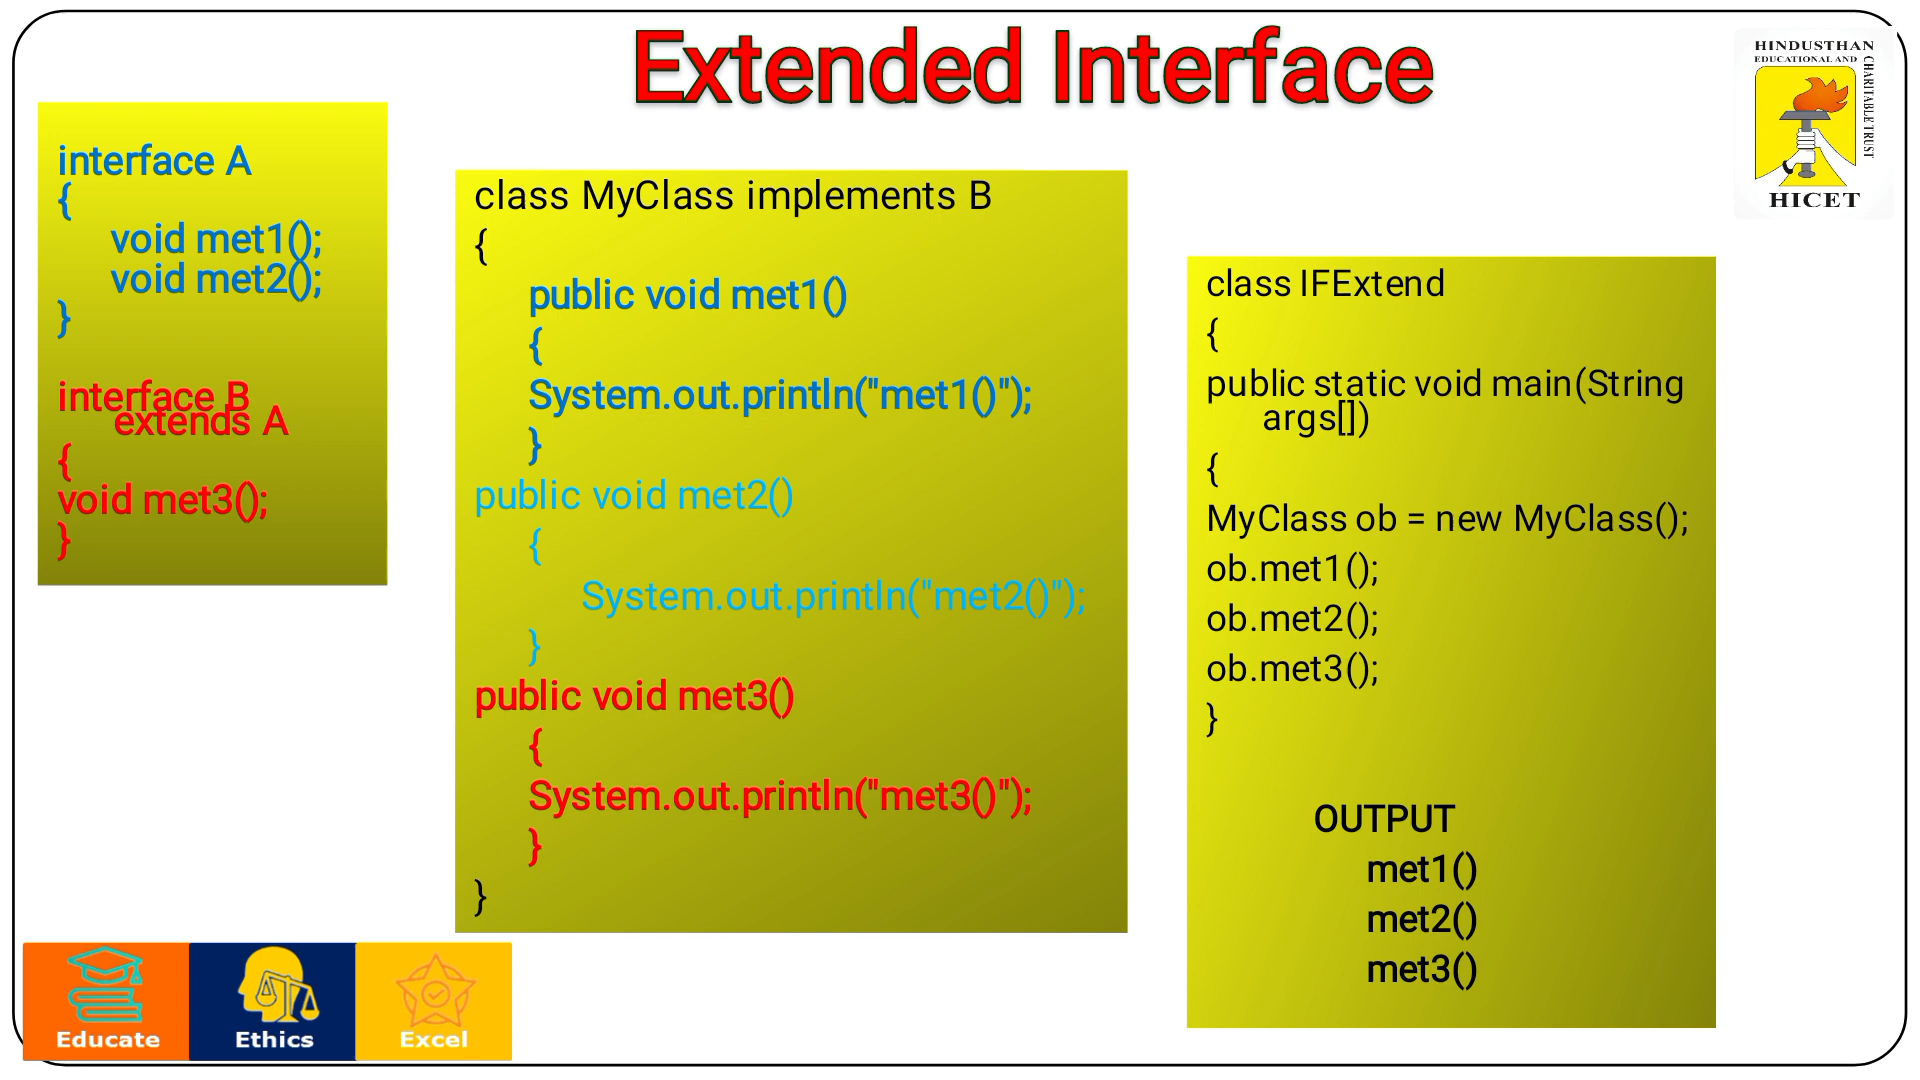 Extended Interface
HINDUSTHAN
EDUCATIONAL AND
CHARITABLE TRUST
HICET
interface A
{
void met1();
void met2();
}
interface B
extends A
{
void met3();
}
class MyClass implements B
{
public void met1()
{
System.out.println("met1()");
}
public void met2()
{
System.out.println("met2()");
}
public void met3()
{
System.out.println("met3()");
}
}
class IFExtend
{
public static void main(String
args[])
{
MyClass ob = new MyClass();
ob.met1();
ob.met2();
ob.met3();
}
OUTPUT
met1()
met2()
met3()
Educate
Ethics
Excel